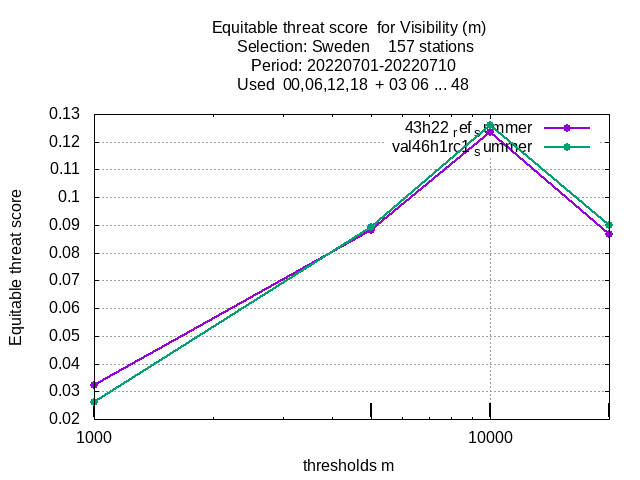 Equitable threat score  for Visibility (m)
Selection: Sweden    157 stations
Period: 20220701-20220710
Used  00,06,12,18  + 03 06 ... 48
0.13
0.12
0.11
0.1
0.09
0.08
0.07
0.06
0.05
0.04
0.03
0.02
1000
10000
Equitable threat score
thresholds m
43h22 ref summer
val46h1rc1 summer